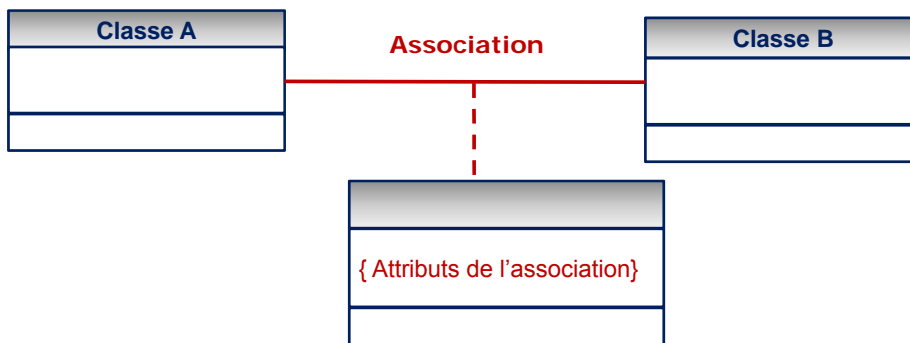 Classe A
Association
Classe B
{ Attributs de l’association}